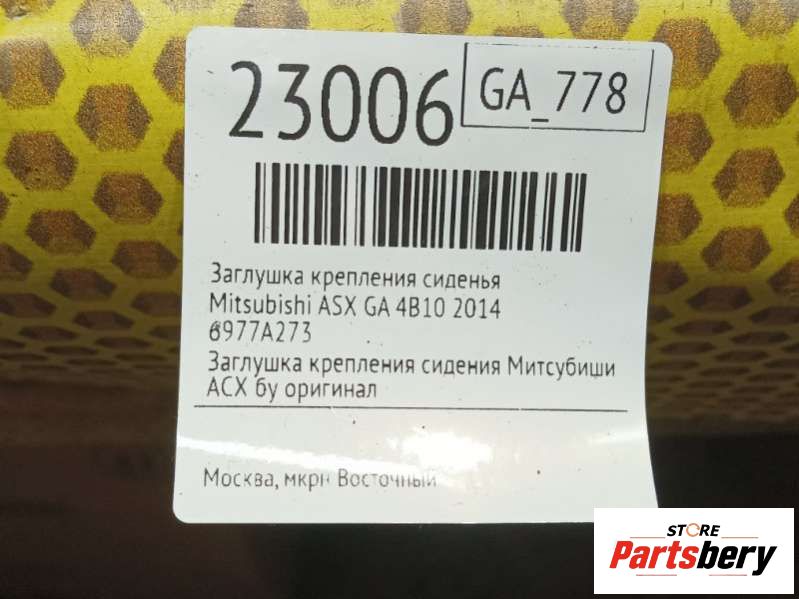 23006
GA_778
Заглушка крепления сиденья
Mitsubishi ASX GA 4B10 2014
6977A273
Заглушка крепления сидения Митсубиши
АСХ бу оригинал
Москва, мкрн Восточный
STORE
Partsbery